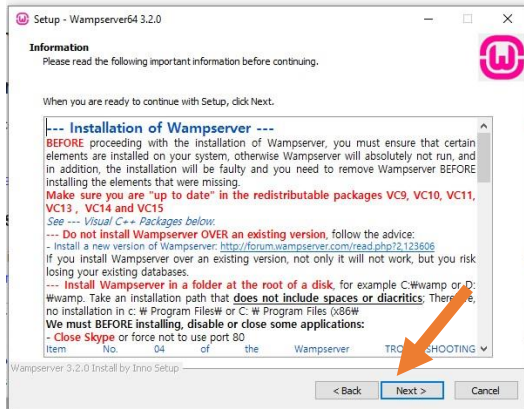 Setup - Wampserver64 3.2.0
Information
Please read the following important information before continuing.
When you are ready to continue with Setup, click Next.
--- Installation of Wampserver ---
BEFORE proceeding with the installation of Wampserver, you must ensure that certain
elements are installed on your system, otherwise Wampserver will absolutely not run, and
in addition, the installation will be faulty and you need to remove Wampserver BEFORE
installing the elements that were missing.
Make sure you are "up to date" in the redistributable packages VC9, VC10, VC11,
VC13 , VC14 and VC15
See --- Visual C++ Packages below.
--- Do not install Wampserver OVER an existing version, follow the advice:
- Install a new version of Wampserver: http://forum.wampserver.com/read.php?2,123606
If you install Wampserver over an existing version, not only it will not work, but you risk
losing your existing databases.
--- Install Wampserver in a folder at the root of a disk, for example C:₩wamp or D:
₩wamp. Take an installation path that does not include spaces or diacritics; Therefore,
no installation in c: ₩ Program Files₩ or C: ₩ Program Files (x86₩
We must BEFORE installing, disable or close some applications:
- Close Skype or force not to use port 80
Item No. 04 of the Wampserver TROUBLESHOOTING
Wampserver 3.2.0 Install by Inno Setup
< Back
Next >
Cancel